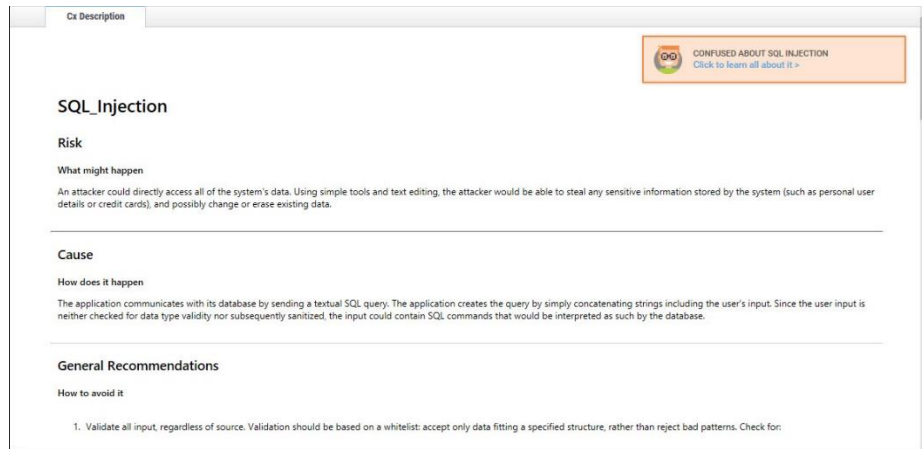 Cx Description
CONFUSED ABOUT SQL INJECTION
Click to learn all about it >
SQL_Injection
Risk
What might happen
An attacker could directly access all of the system's data. Using simple tools and text editing, the attacker would be able to steal any sensitive information stored by the system (such as personal user
details or credit cards), and possibly change or erase existing data.
Cause
How does it happen
The application communicates with its database by sending a textual SQL query. The application creates the query by simply concatenating strings including the user's input. Since the user input is
neither checked for data type validity nor subsequently sanitized, the input could contain SQL commands that would be interpreted as such by the database.
General Recommendations
How to avoid it
1. Validate all input, regardless of source. Validation should be based on a whitelist: accept only data fitting a specified structure, rather than reject bad patterns. Check for: